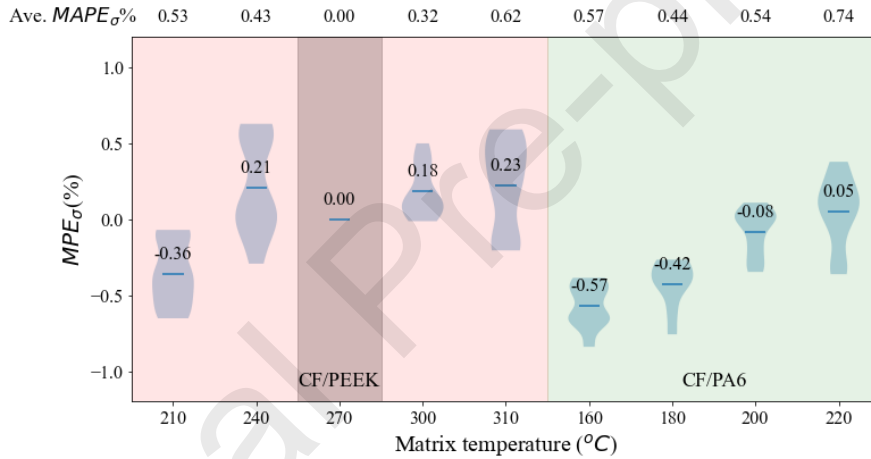 Ave. MAPEσ% 0.53 0.43 0.00 0.32 0.62 0.57 0.44 0.54 0.74
1.0
0.5
0.0
−0.5
−1.0
MPEσ(%)
-0.36 0.21 0.00 0.18 0.23 -0.57 -0.42 -0.08 0.05
CF/PEEK CF/PA6
210 240 270 300 310 160 180 200 220
Matrix temperature (°C)
al Pre-p